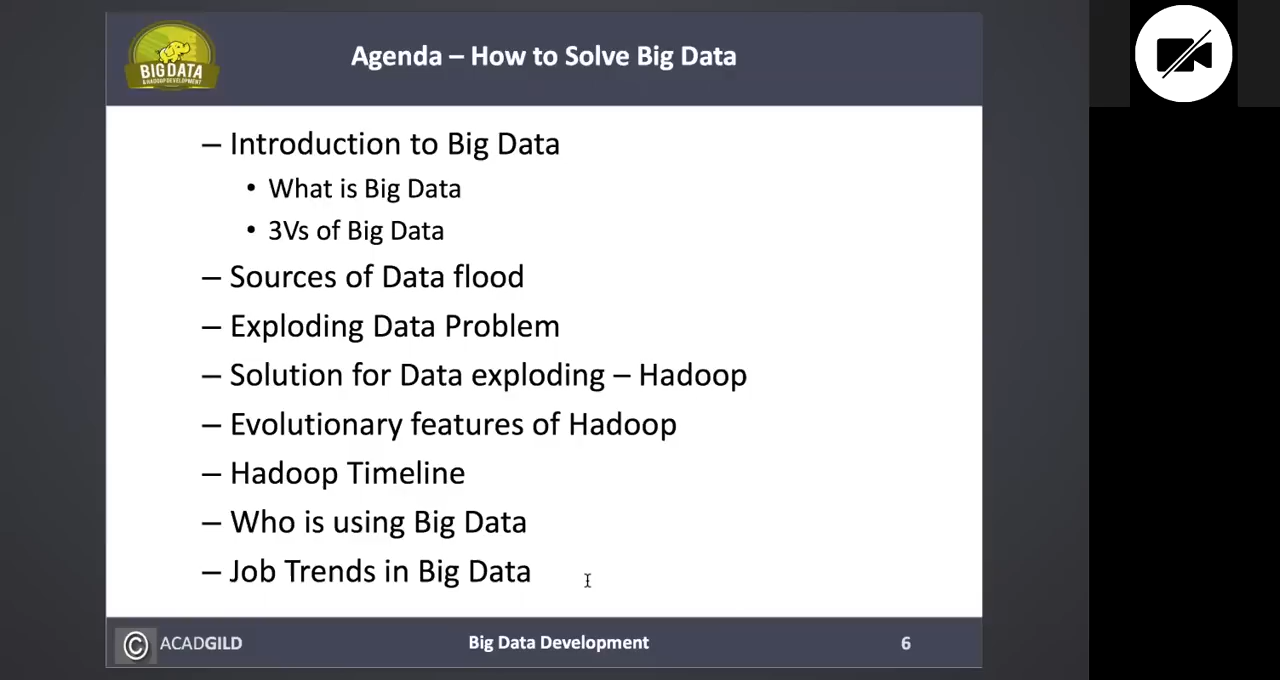 BIG DATA
& HADOOP DEVELOPMENT
Agenda – How to Solve Big Data
– Introduction to Big Data
• What is Big Data
• 3Vs of Big Data
– Sources of Data flood
– Exploding Data Problem
– Solution for Data exploding – Hadoop
– Evolutionary features of Hadoop
– Hadoop Timeline
– Who is using Big Data
– Job Trends in Big Data
© ACADGILD
Big Data Development
6